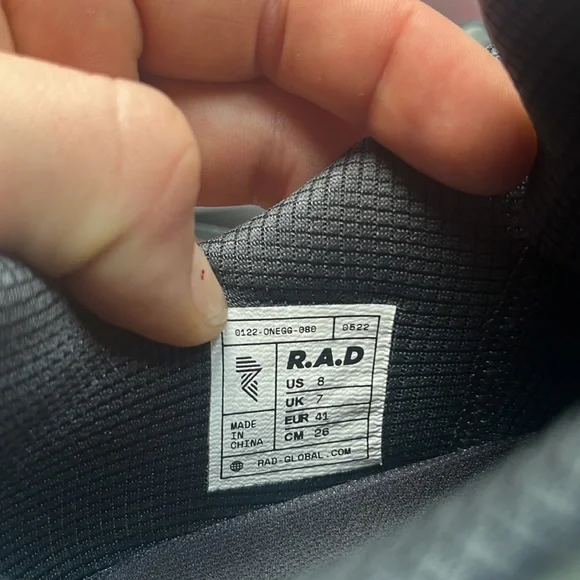 0122-ONEGG-080 0522
R.A.D
US 8
UK 7
EUR 41
CM 26
MADE
IN
CHINA
RAD-GLOBAL.COM